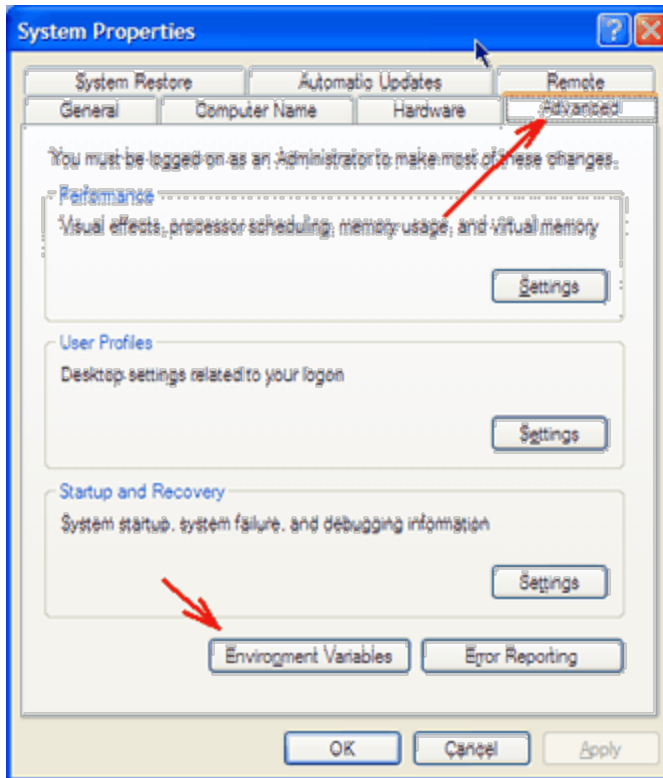 System Properties
System Restore
Automatic Updates
Remote
General
Computer Name
Hardware
Advanced
You must be logged on as an Administrator to make most of these changes.
Performance
Visual effects, processor scheduling, memory usage, and virtual memory
Settings
User Profiles
Desktop settings related to your logon
Settings
Startup and Recovery
System startup, system failure, and debugging information
Settings
Environment Variables
Error Reporting
OK
Cancel
Apply